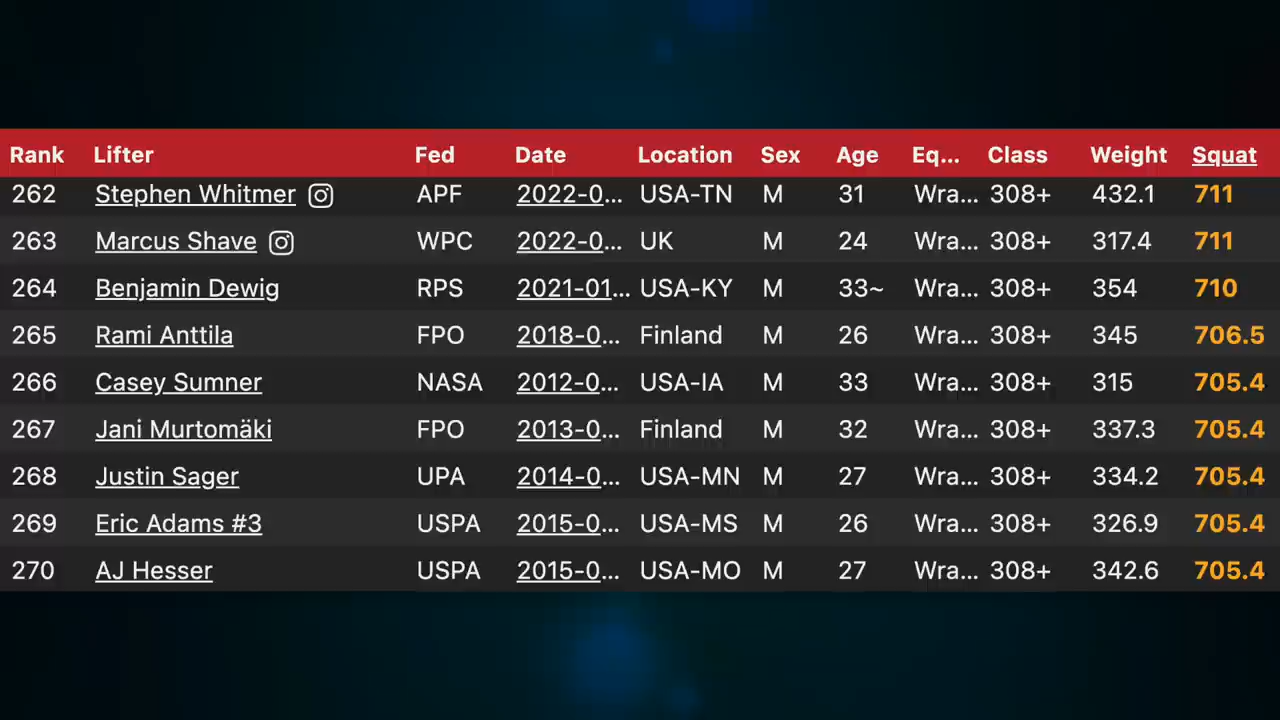 Rank Lifter Fed Date Location Sex Age Eq... Class Weight Squat
262 Stephen Whitmer APF 2022-0... USA-TN M 31 Wra... 308+ 432.1 711
263 Marcus Shave WPC 2022-0... UK M 24 Wra... 308+ 317.4 711
264 Benjamin Dewig RPS 2021-01... USA-KY M 33~ Wra... 308+ 354 710
265 Rami Anttila FPO 2018-0... Finland M 26 Wra... 308+ 345 706.5
266 Casey Sumner NASA 2012-0... USA-IA M 33 Wra... 308+ 315 705.4
267 Jani Murtomäki FPO 2013-0... Finland M 32 Wra... 308+ 337.3 705.4
268 Justin Sager UPA 2014-0... USA-MN M 27 Wra... 308+ 334.2 705.4
269 Eric Adams #3 USPA 2015-0... USA-MS M 26 Wra... 308+ 326.9 705.4
270 AJ Hesser USPA 2015-0... USA-MO M 27 Wra... 308+ 342.6 705.4